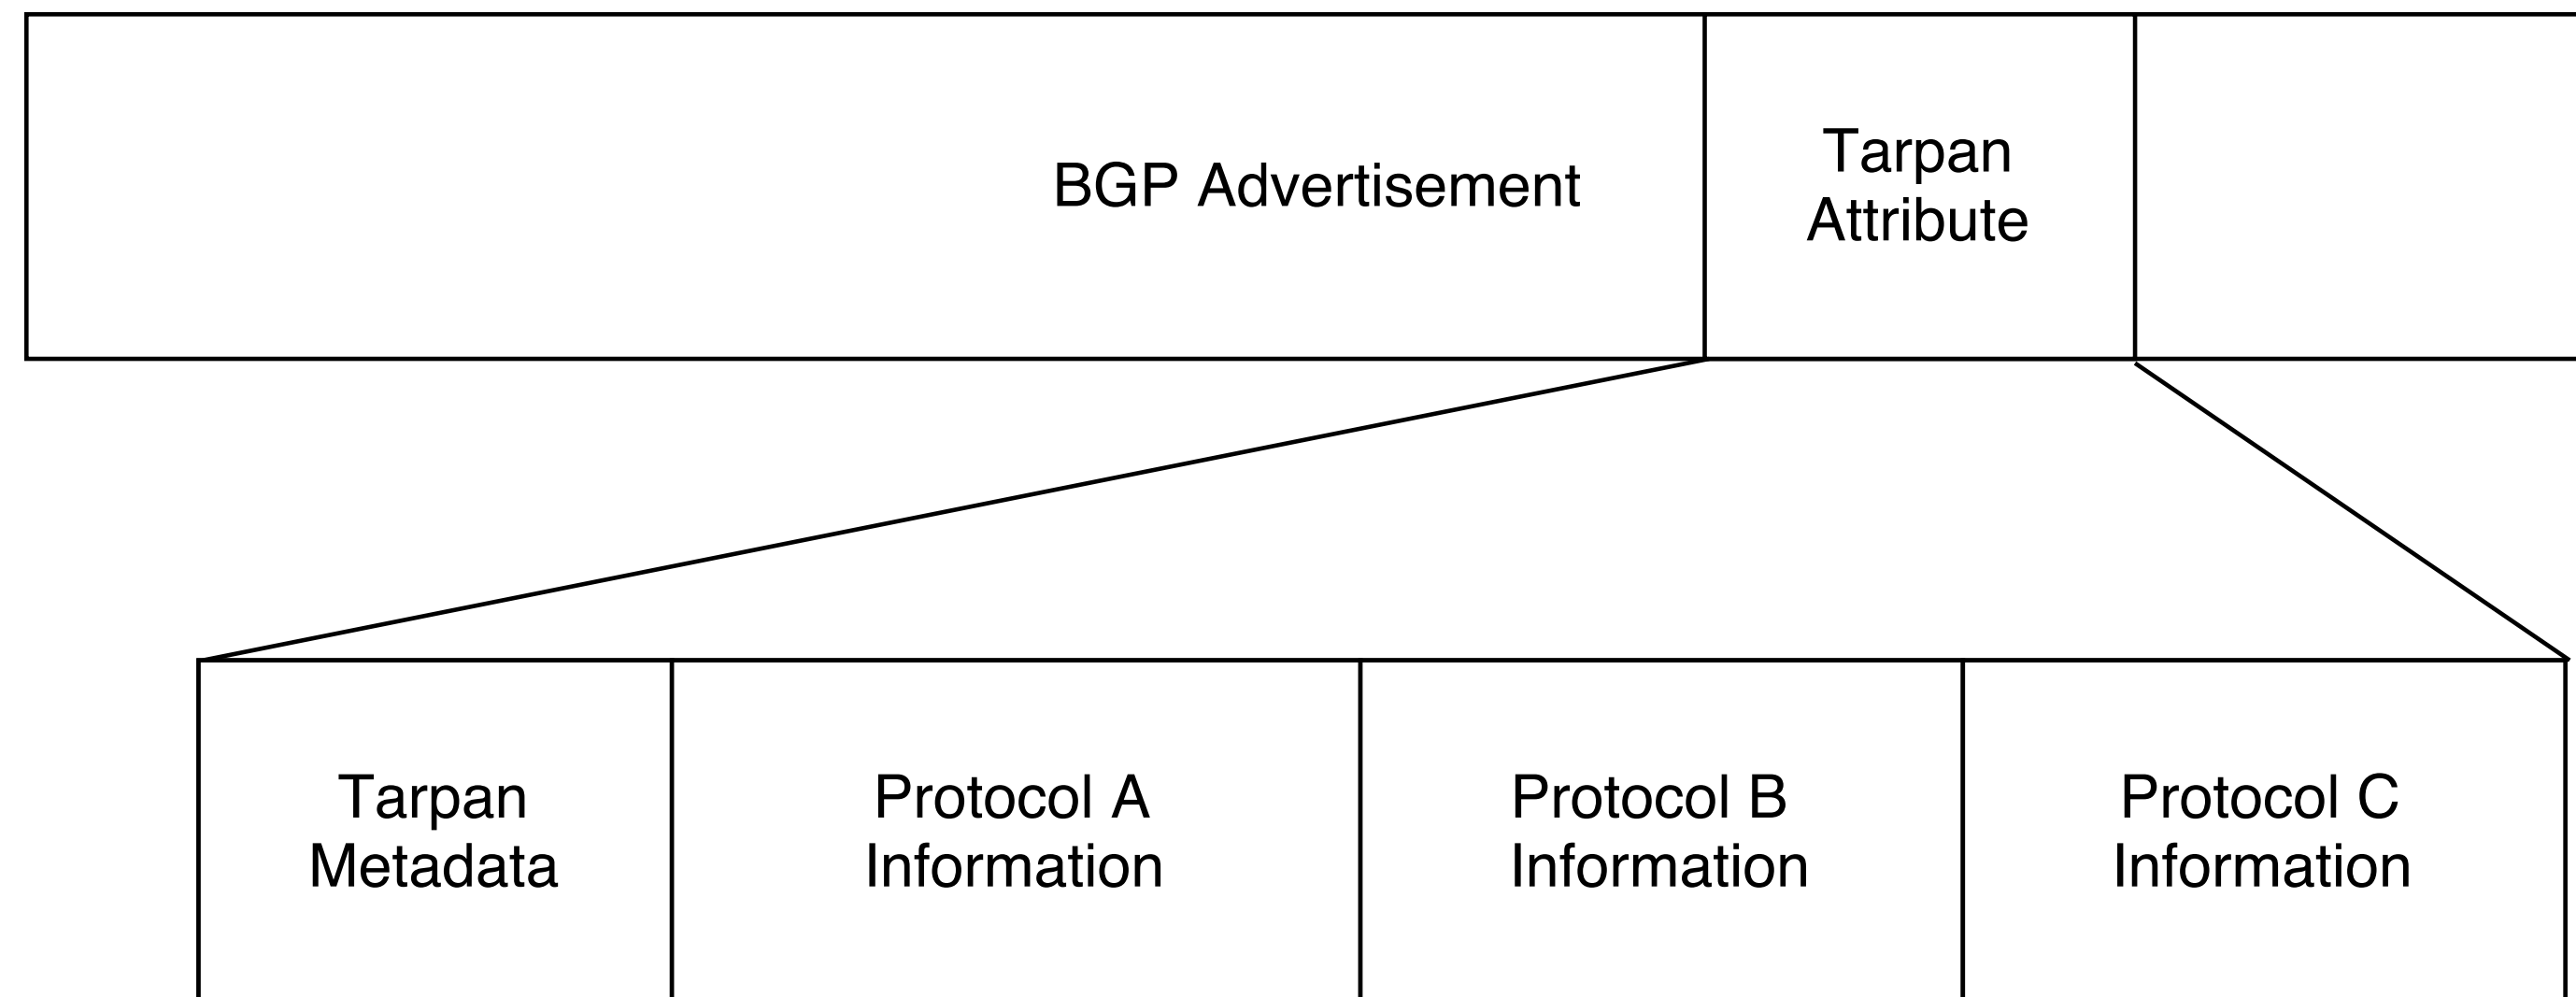 BGP Advertisement
Tarpan
Attribute
Tarpan
Metadata
Protocol A
Information
Protocol B
Information
Protocol C
Information